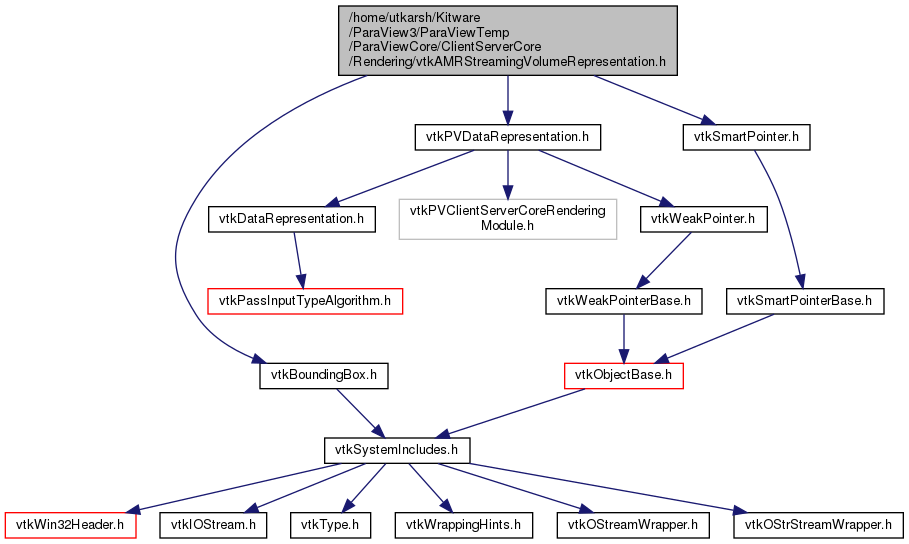 /home/utkarsh/Kitware
/ParaView3/ParaViewTemp
/ParaViewCore/ClientServerCore
/Rendering/vtkAMRStreamingVolumeRepresentation.h
vtkPVDataRepresentation.h
vtkSmartPointer.h
vtkDataRepresentation.h
vtkPVClientServerCoreRendering
Module.h
vtkWeakPointer.h
vtkPassInputTypeAlgorithm.h
vtkWeakPointerBase.h
vtkSmartPointerBase.h
vtkBoundingBox.h
vtkObjectBase.h
vtkSystemIncludes.h
vtkWin32Header.h
vtkIOStream.h
vtkType.h
vtkWrappingHints.h
vtkOStreamWrapper.h
vtkOStrStreamWrapper.h